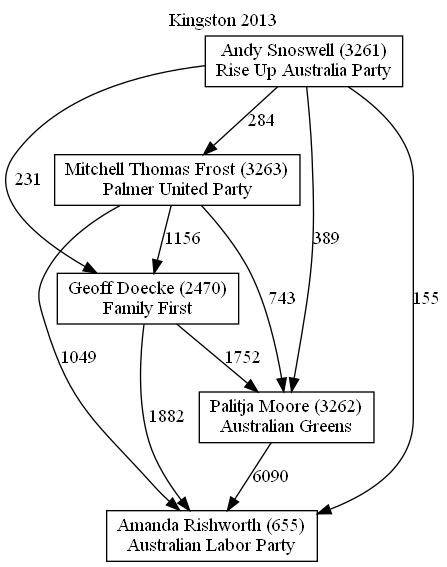 Kingston 2013
Andy Snoswell (3261)
Rise Up Australia Party
284
Mitchell Thomas Frost (3263)
Palmer United Party
231
1156
389
Geoff Doecke (2470)
Family First
743
155
1049
1752
1882
Palitja Moore (3262)
Australian Greens
6090
Amanda Rishworth (655)
Australian Labor Party